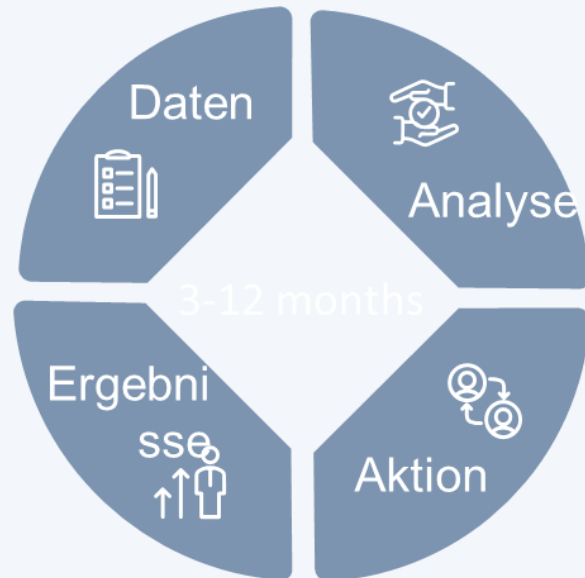 Daten
Analyse
3-12 months
Ergebni
sse
Aktion